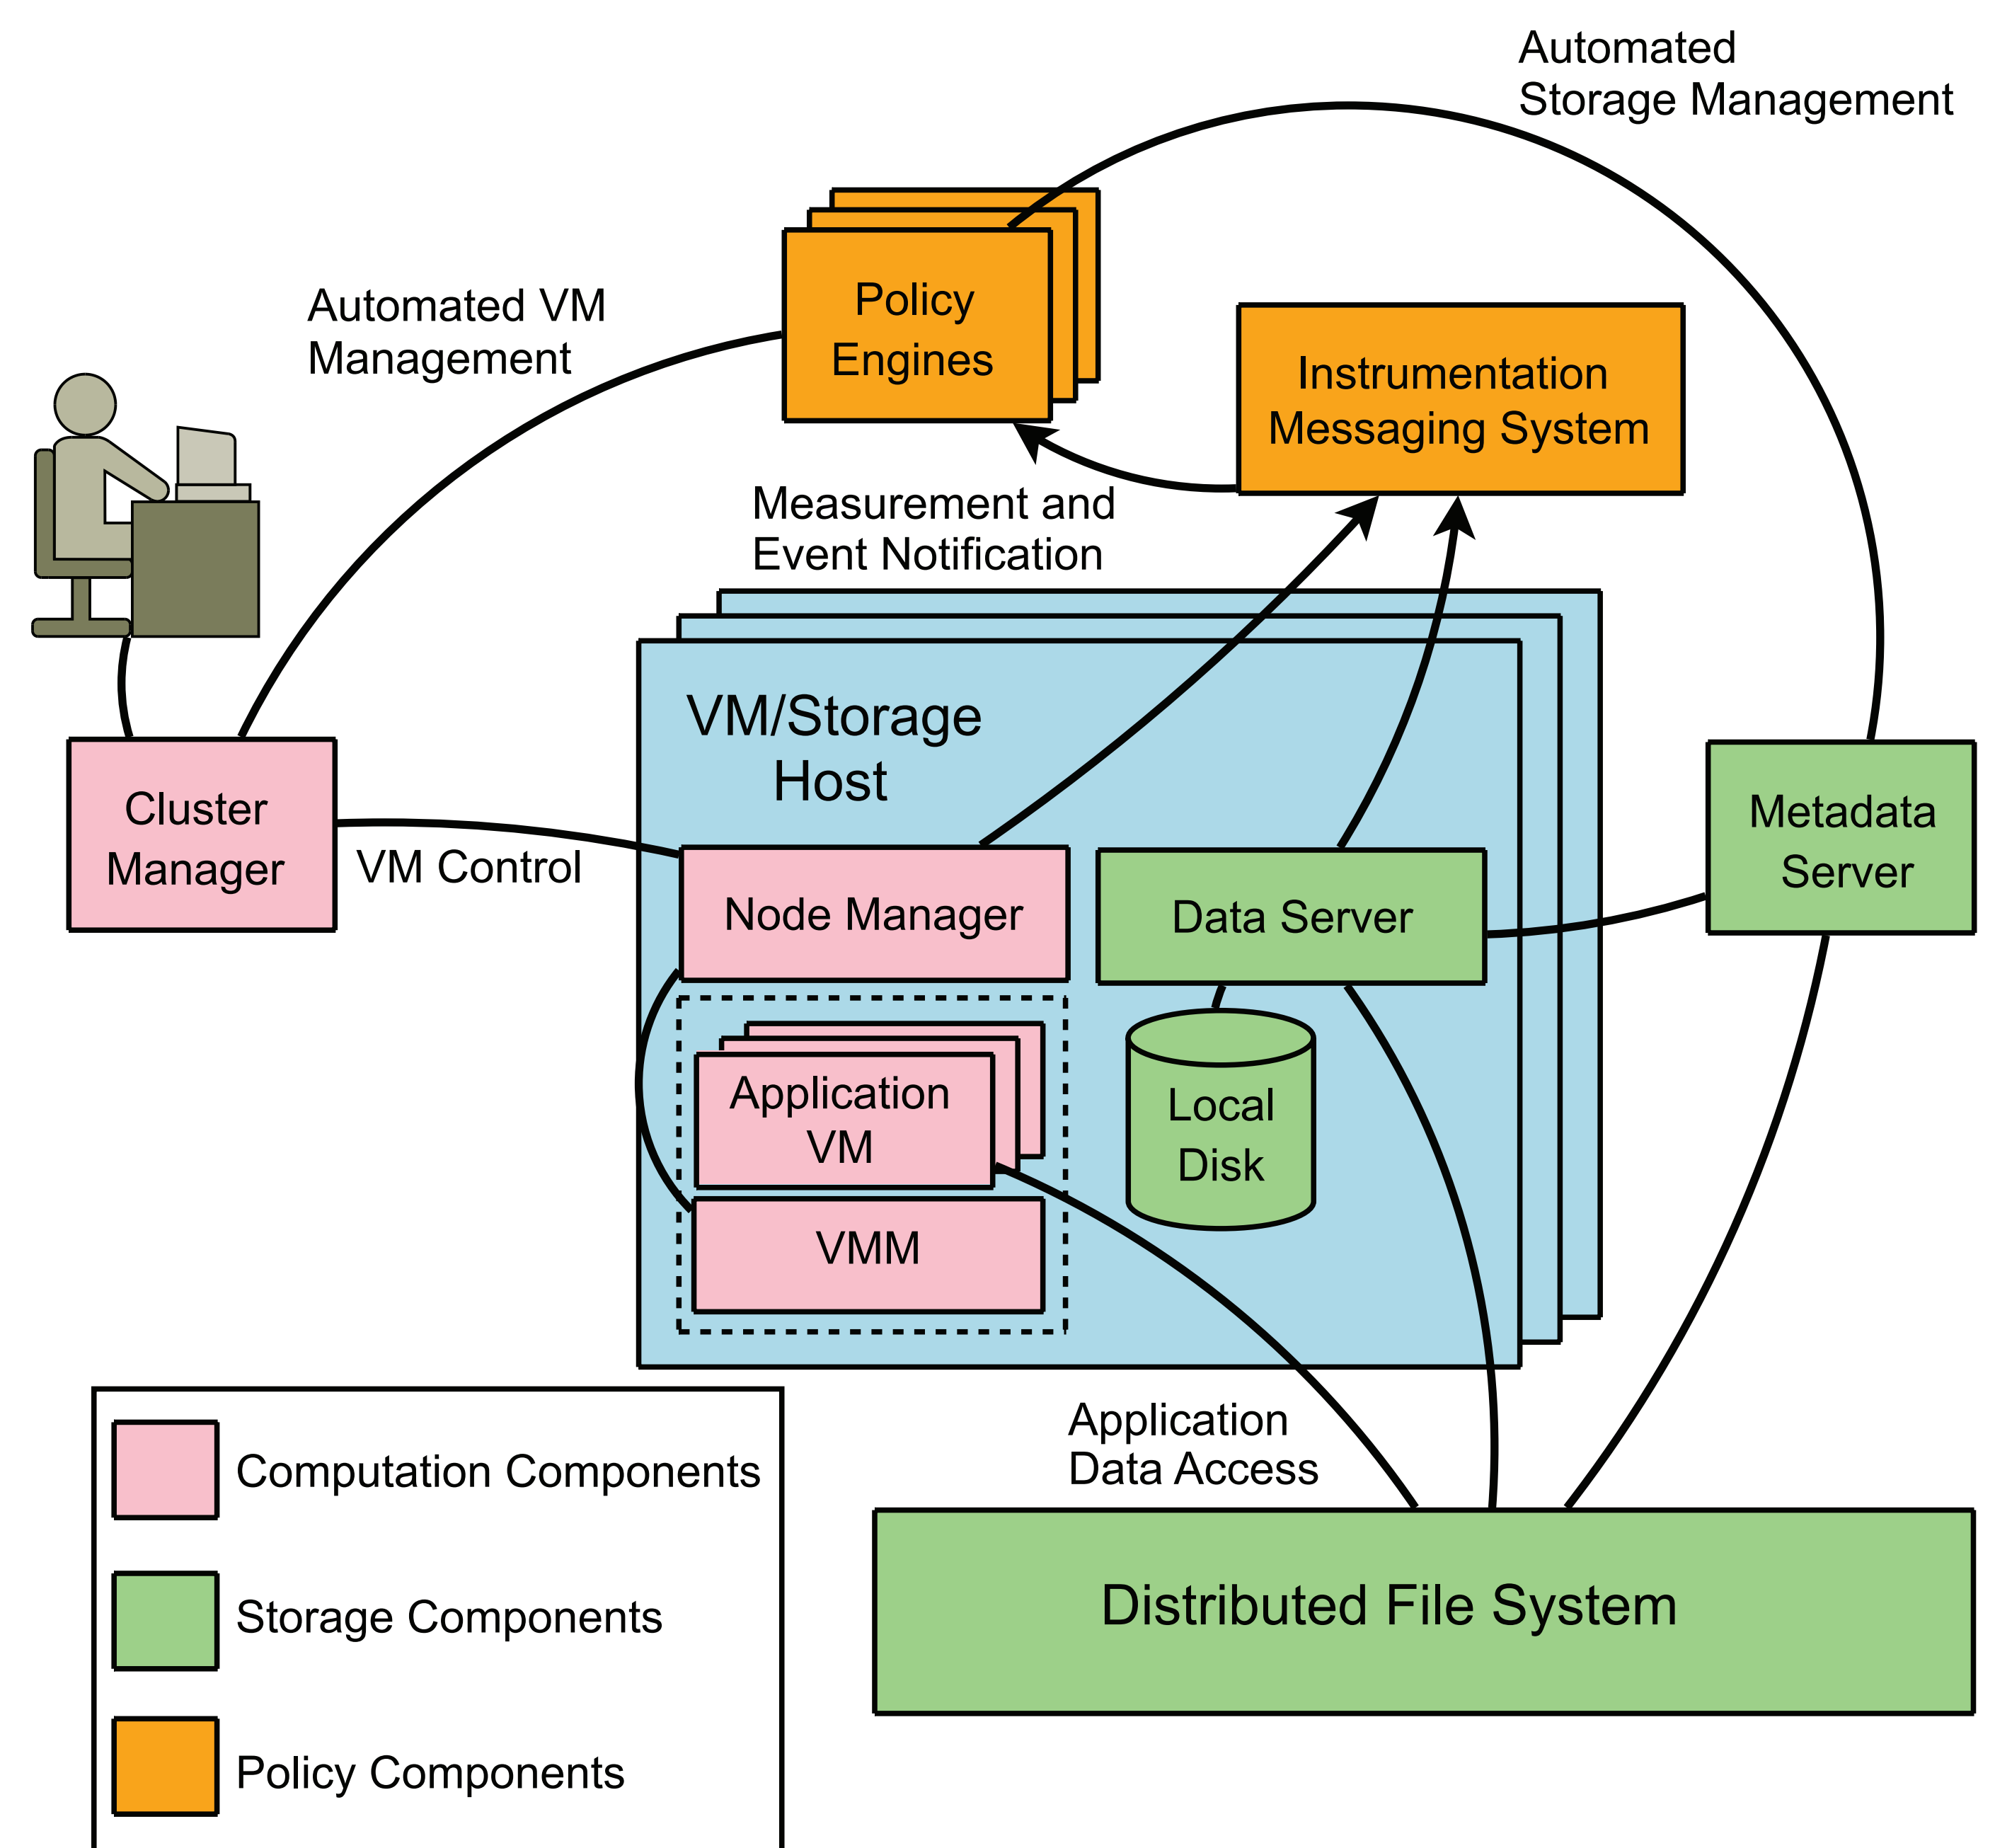 Automated
Storage Management
Automated VM
Management
Policy
Engines
Instrumentation
Messaging System
Measurement and
Event Notification
VM/Storage
Host
Cluster
Manager
VM Control
Node Manager
Data Server
Metadata
Server
Application
VM
Local
Disk
VMM
Application
Data Access
Computation Components
Storage Components
Policy Components
Distributed File System